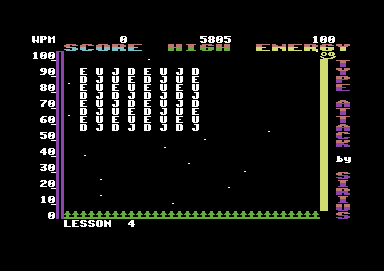 WPM 0 5805 100
SCORE HIGH ENERGY
100 99
90 E U J D E U J D
U J D E U J D E
80 J D E U J D E U
D E U J D E U J
70 E U J D E U J D
U J D E U J D E
60 J D E U J D E U
D E U J D E U J
50
40
30
20
10
0
LESSON 4
TYPE ATTACK
by
SIRIUS